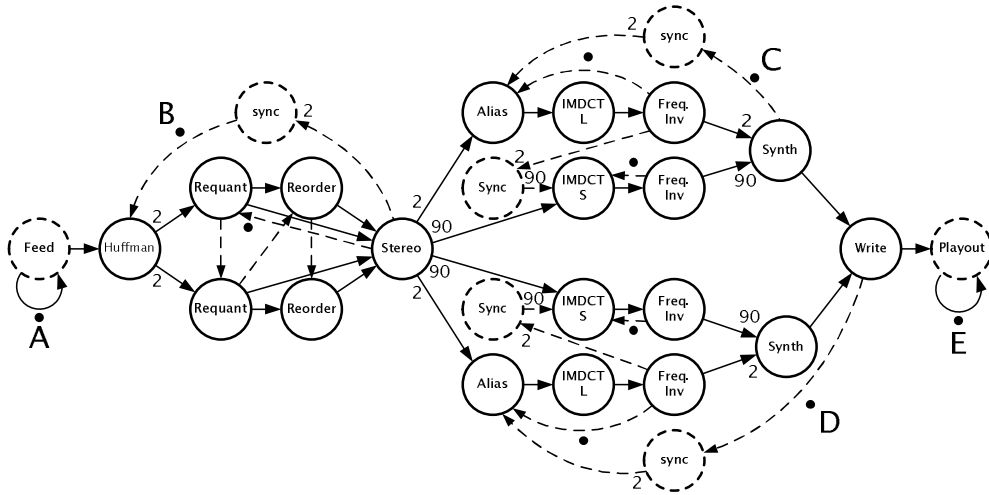 2
sync
C
Alias
IMDCT
L
Freq.
Inv
2
Synth
90
B
sync
2
2
Sync
90
IMDCT
S
Freq.
Inv
Requant
Reorder
2
2
90
Feed
Huffman
Stereo
Write
Playout
2
90
2
A
Requant
Reorder
Sync
90
IMDCT
S
Freq.
Inv
90
Synth
2
2
E
Alias
IMDCT
L
Freq.
Inv
D
sync
2